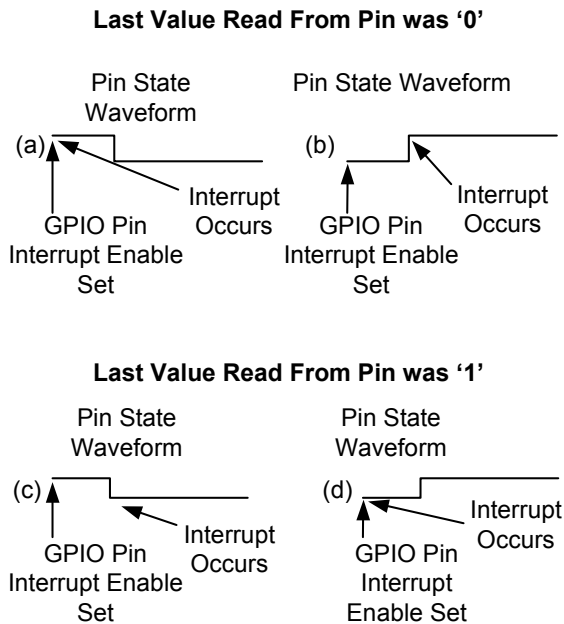 Last Value Read From Pin was ‘0’
Pin State
Waveform
(a)
Interrupt
Occurs
GPIO Pin
Interrupt Enable
Set
Pin State Waveform
(b)
Interrupt
Occurs
GPIO Pin
Interrupt Enable
Set
Last Value Read From Pin was ‘1’
Pin State
Waveform
(c)
Interrupt
Occurs
GPIO Pin
Interrupt Enable
Set
Pin State
Waveform
(d)
Interrupt
Occurs
GPIO Pin
Interrupt
Enable Set